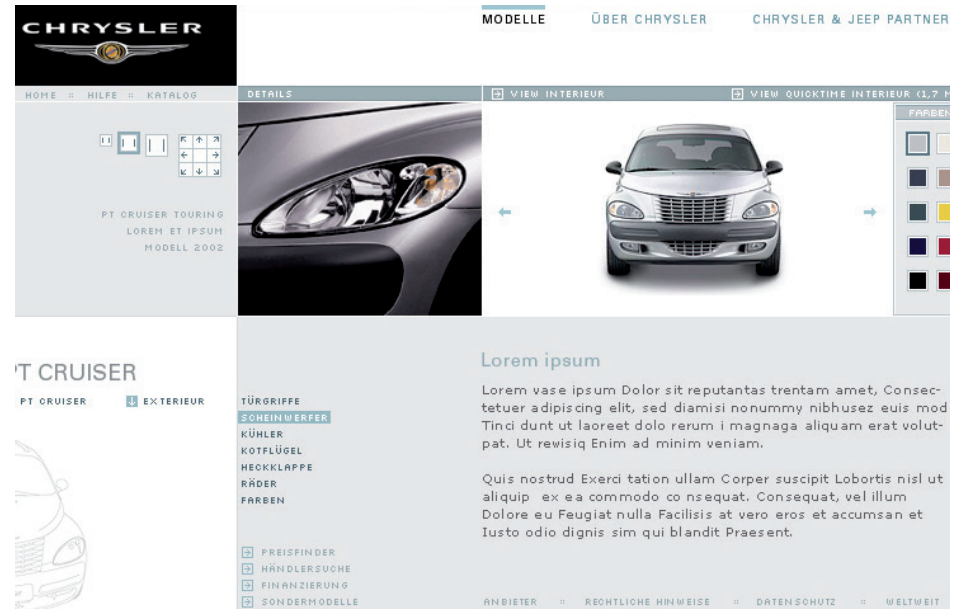 CHRYSLER
MODELLE ÜBER CHRYSLER CHRYSLER & JEEP PARTNER
HOME :: HILFE :: KATALOG
DETAILS
VIEW INTERIEUR
VIEW QUICKTIME INTERIEUR (1,7 M
FARBEN
PT CRUISER TOURING
LOREM ET IPSUM
MODELL 2002
PT CRUISER
PT CRUISER EXTERIEUR
TÜRGRIFFE
SCHEINWERFER
KÜHLER
KOTFLÜGEL
HECKKLAPPE
RÄDER
FARBEN
PREISFINDER
HÄNDLERSUCHE
FINANZIERUNG
SONDERMODELLE
Lorem ipsum
Lorem vase ipsum Dolor sit reputantas trentam amet, Consec-
tetuer adipiscing elit, sed diamisi nonummy nibhusez euis mod
Tinci dunt ut laoreet dolo rerum i magnaga aliquam erat volut-
pat. Ut rewisiq Enim ad minim veniam.
Quis nostrud Exerci tation ullam Corper suscipit Lobortis nisl ut
aliquip ex ea commodo co nsequat. Consequat, vel illum
Dolore eu Feugiat nulla Facilisis at vero eros et accumsan et
Iusto odio dignis sim qui blandit Praesent.
ANBIETER :: RECHTLICHE HINWEISE :: DATENSCHUTZ :: WELTWEIT